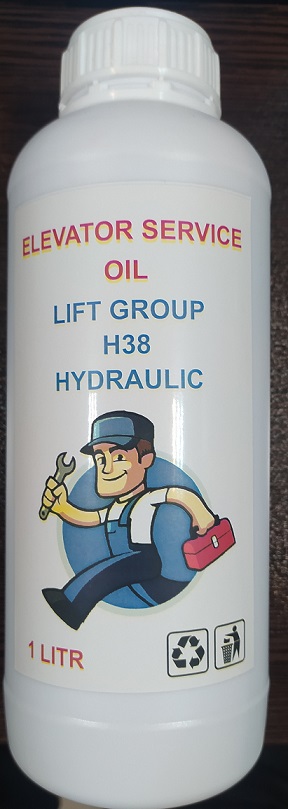 ELEVATOR SERVICE
OIL
LIFT GROUP
H38
HYDRAULIC
1 LITR